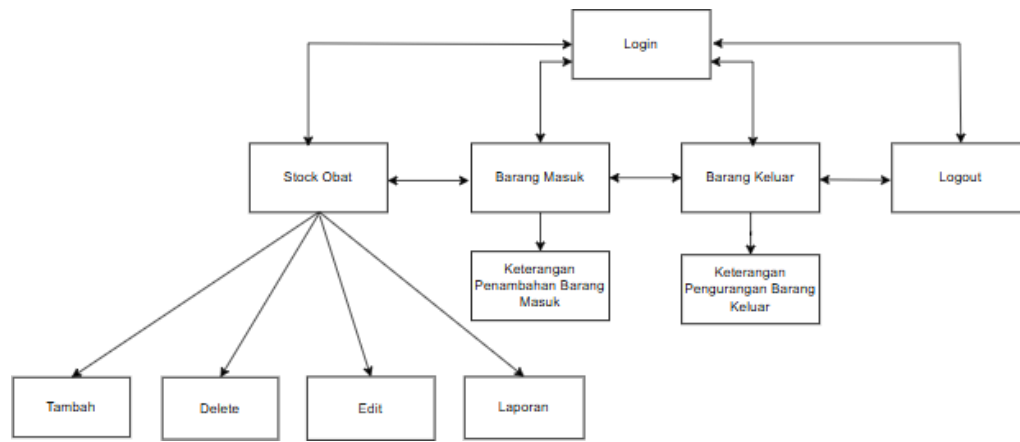 Login
Stock Obat
Barang Masuk
Barang Keluar
Logout
Keterangan
Penambahan Barang
Masuk
Keterangan
Pengurangan Barang
Keluar
Tambah
Delete
Edit
Laporan